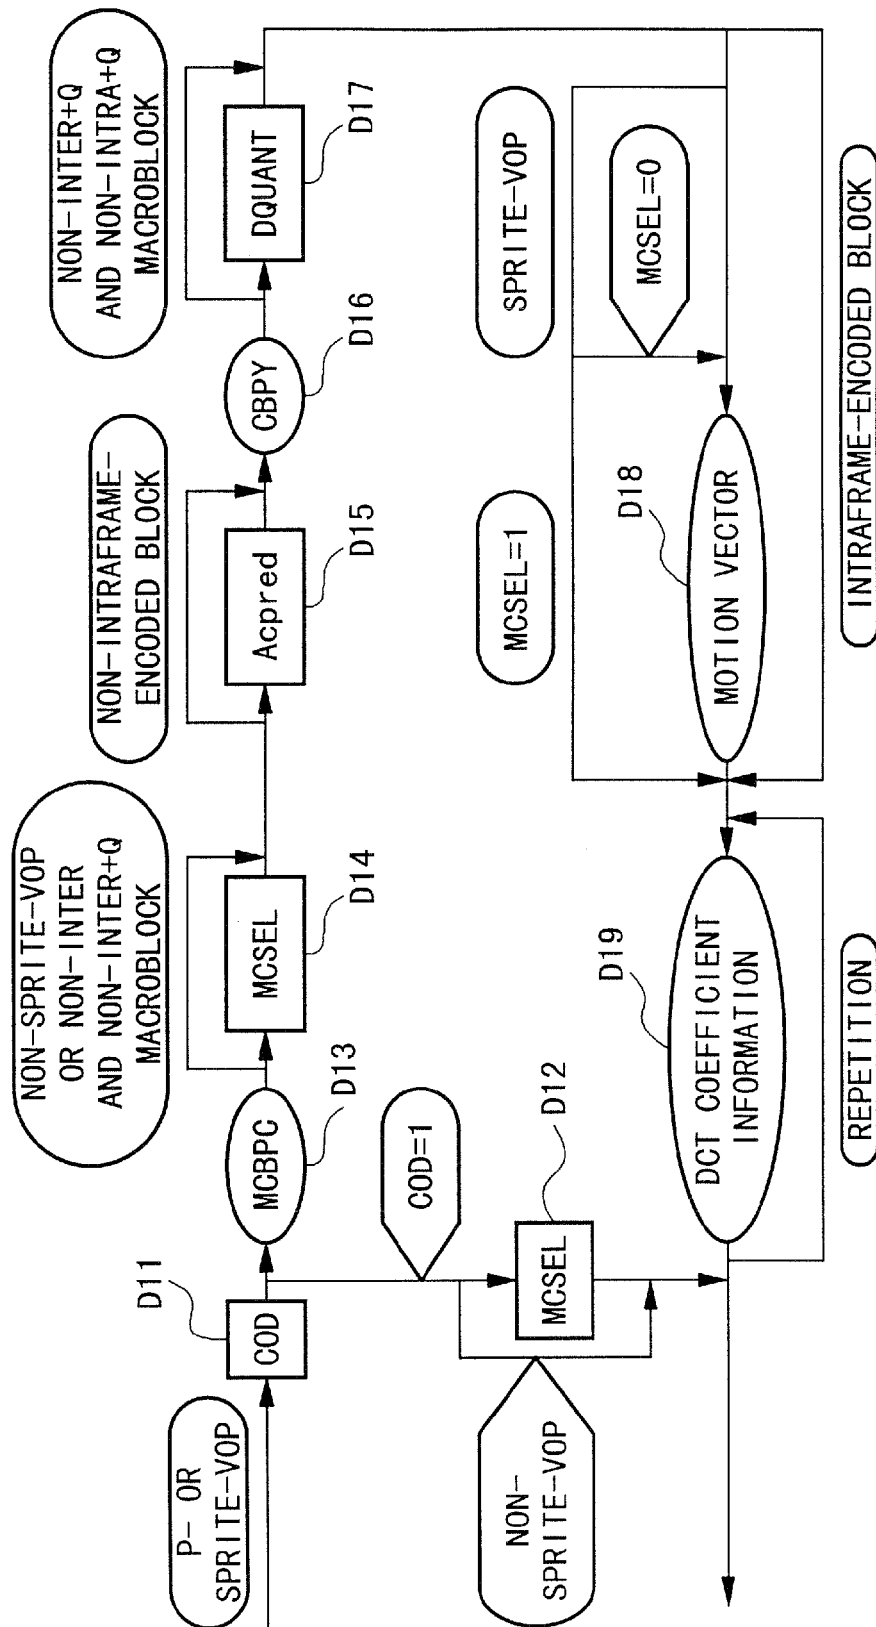 P- OR
SPRITE-VOP
COD
D11
MCBPC
D13
NON-SPRITE-VOP
OR NON-INTER
AND NON-INTER+Q
MACROBLOCK
MCSEL
D14
NON-INTRAFRAME-
ENCODED BLOCK
Acpred
D15
CBPY
D16
NON-INTER+Q
AND NON-INTRA+Q
MACROBLOCK
DQUANT
D17
COD=1
NON-
SPRITE-VOP
MCSEL
D12
MCSEL=1
SPRITE-VOP
MCSEL=0
D19
DCT COEFFICIENT
INFORMATION
D18
MOTION VECTOR
REPETITION
INTRAFRAME-ENCODED BLOCK